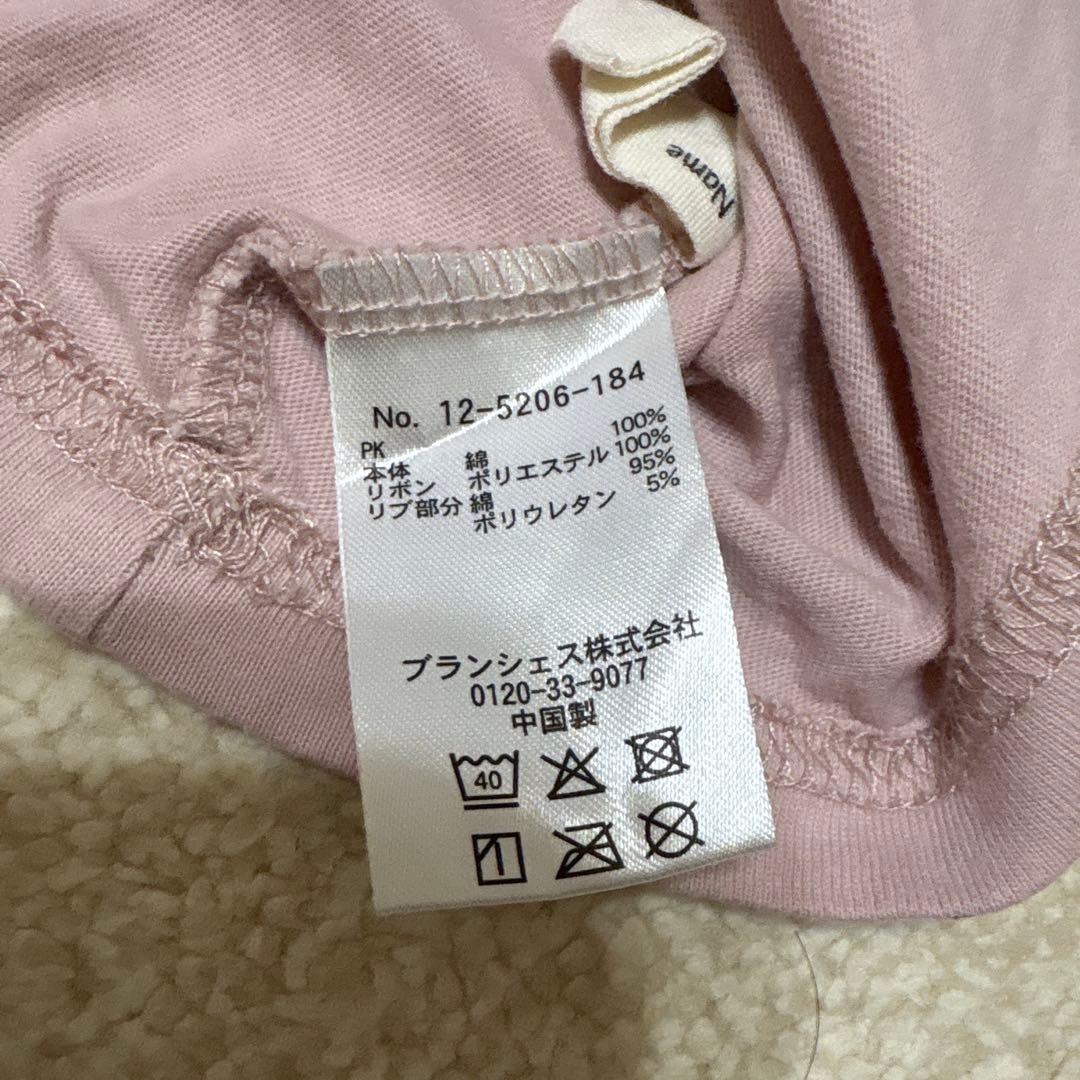 Name
No. 12-5206-184
PK
本体 綿 100%
リボン ポリエステル 100%
リブ部分 綿 95%
ポリウレタン 5%
ブランシェス株式会社
0120-33-9077
中国製
40